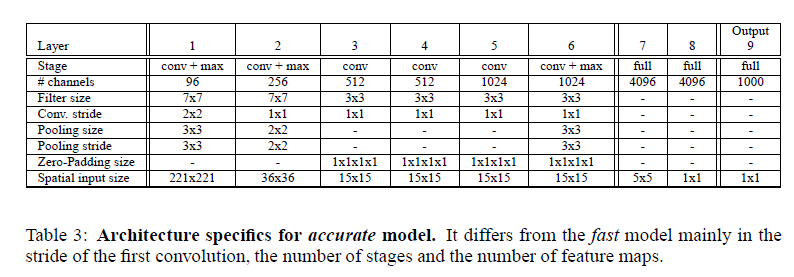 Output
Layer 1 2 3 4 5 6 7 8 9
Stage conv + max conv + max conv conv conv conv + max full full full
# channels 96 256 512 512 1024 1024 4096 4096 1000
Filter size 7x7 7x7 3x3 3x3 3x3 3x3 - - -
Conv. stride 2x2 1x1 1x1 1x1 1x1 1x1 - - -
Pooling size 3x3 2x2 - - - 3x3 - - -
Pooling stride 3x3 2x2 - - - 3x3 - - -
Zero-Padding size - - 1x1x1x1 1x1x1x1 1x1x1x1 1x1x1x1 - - -
Spatial input size 221x221 36x36 15x15 15x15 15x15 15x15 5x5 1x1 1x1
Table 3: Architecture specifics for accurate model. It differs from the fast model mainly in the
stride of the first convolution, the number of stages and the number of feature maps.